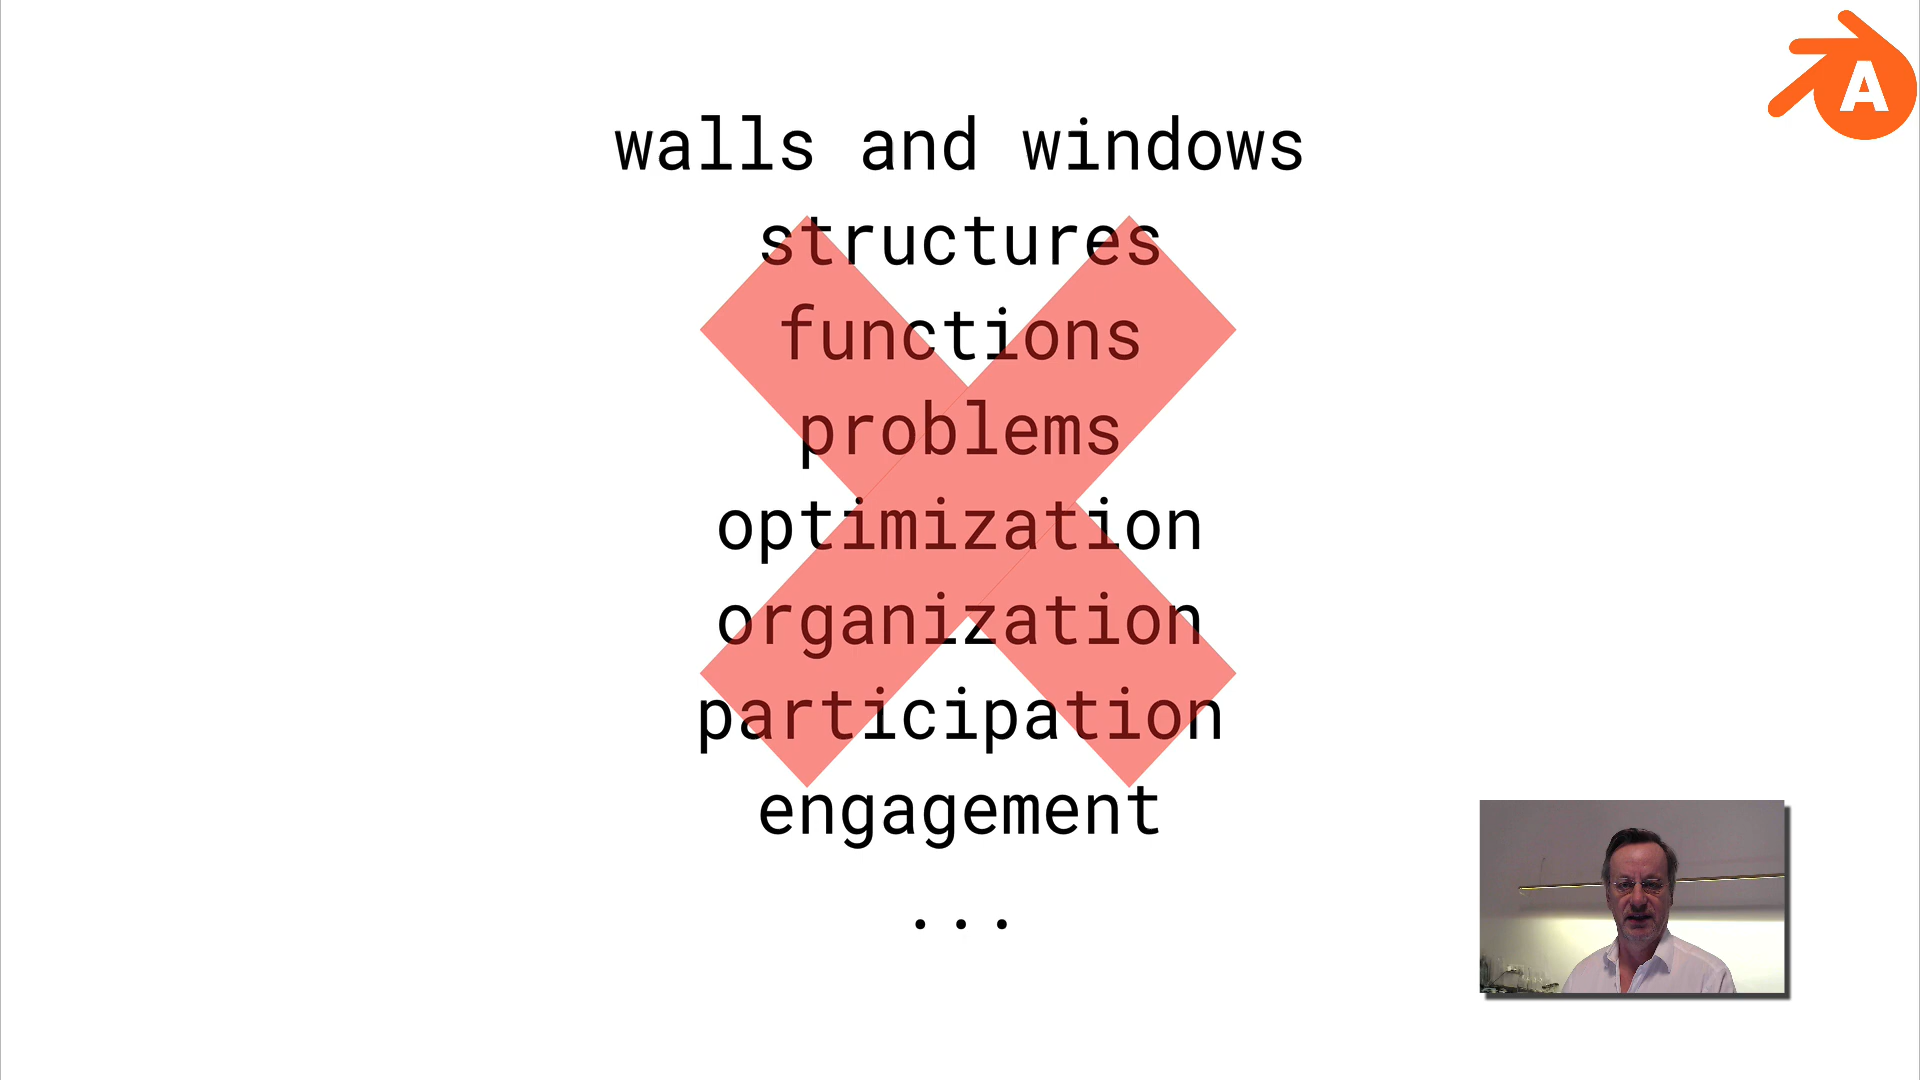 A
walls and windows
structures
functions
problems
optimization
organization
participation
engagement
...